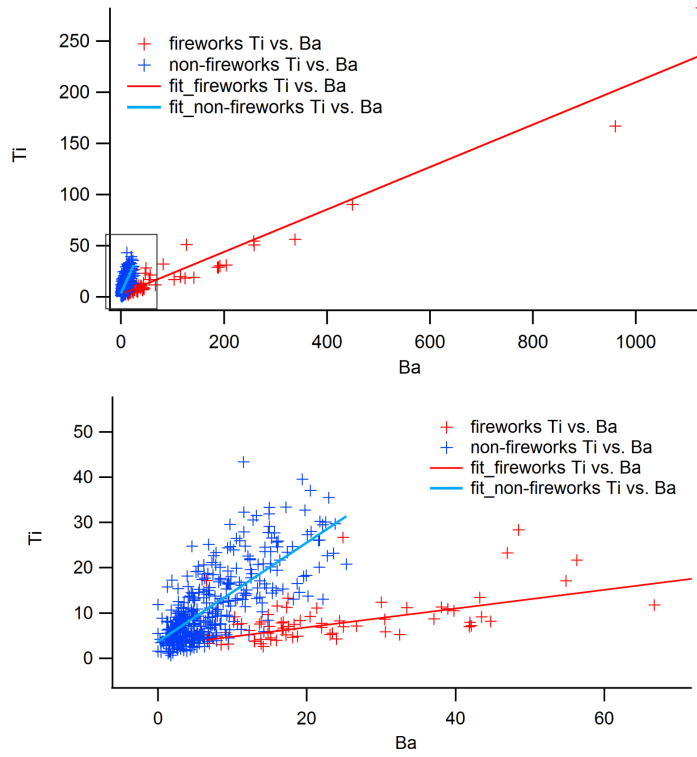 250
200
150
100
50
0
Ti
fireworks Ti vs. Ba
non-fireworks Ti vs. Ba
fit_fireworks Ti vs. Ba
fit_non-fireworks Ti vs. Ba
0 200 400 600 800 1000
Ba
50
40
30
20
10
0
Ti
fireworks Ti vs. Ba
non-fireworks Ti vs. Ba
fit_fireworks Ti vs. Ba
fit_non-fireworks Ti vs. Ba
0 20 40 60
Ba